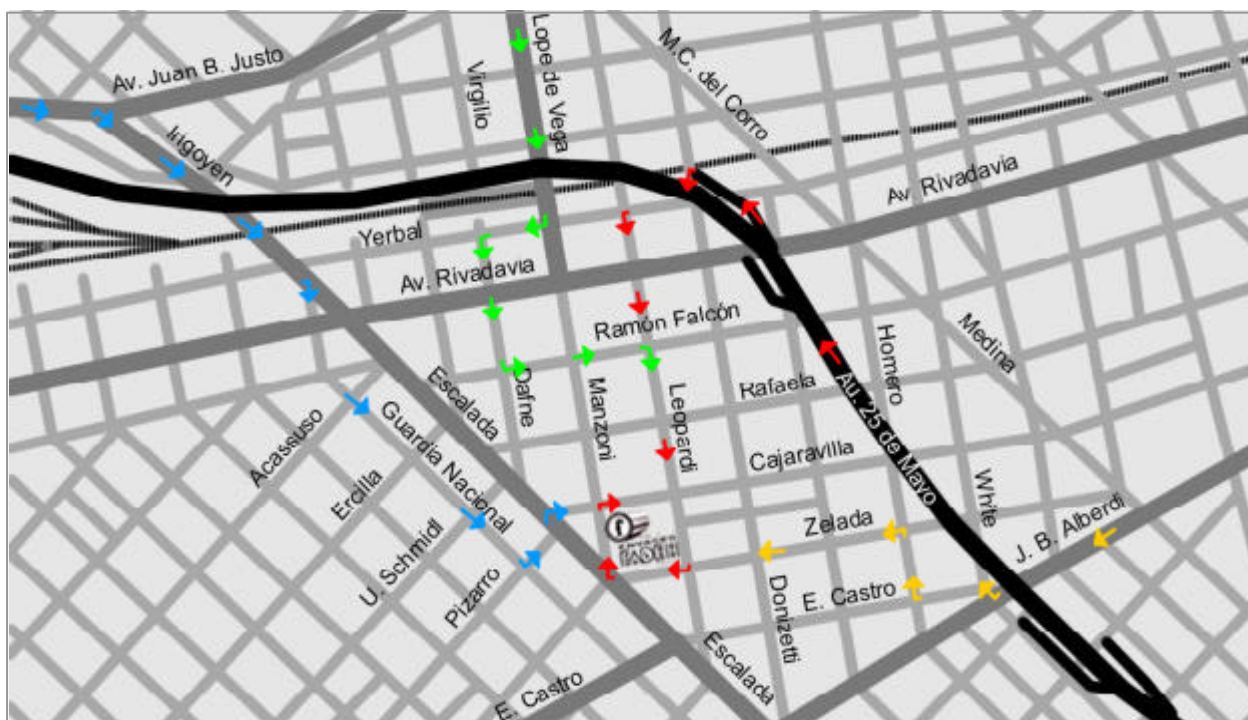 Lope de Vega
M.C. del Corro
Av. Juan B. Justo
Virgilio
Irigoyen
Av. Rivadavia
Yerbal
Av. Rivadavia
Ramón Falcón
Homero
Medina
Escalada
Dafne
Manzoni
Leopardi
Rafaela
Au. 25 de Mayo
Acassuso
Guardia Nacional
Ercilla
Cajaravilla
White
Zelada
J. B. Alberdi
U. Schmidl
Pizarro
Donizetti
E. Castro
Escalada
E. Castro